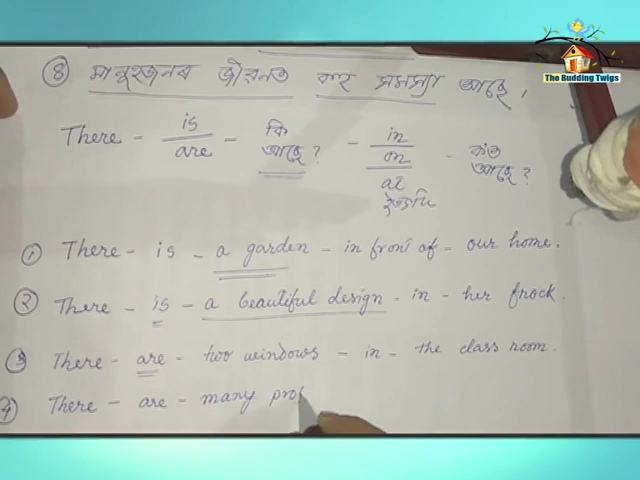 The Budding Twigs
৪ মানুহজনৰ জীৱনত বহু সমস্যা আছে।
There - is/are - কি আছে? - in/on/at ইত্যাদি - কত আছে?
① There - is - a garden - in front of - our home.
② There - is - a beautiful design - in - her frock.
③ There - are - two windows - in - the class room.
④ There - are - many pro